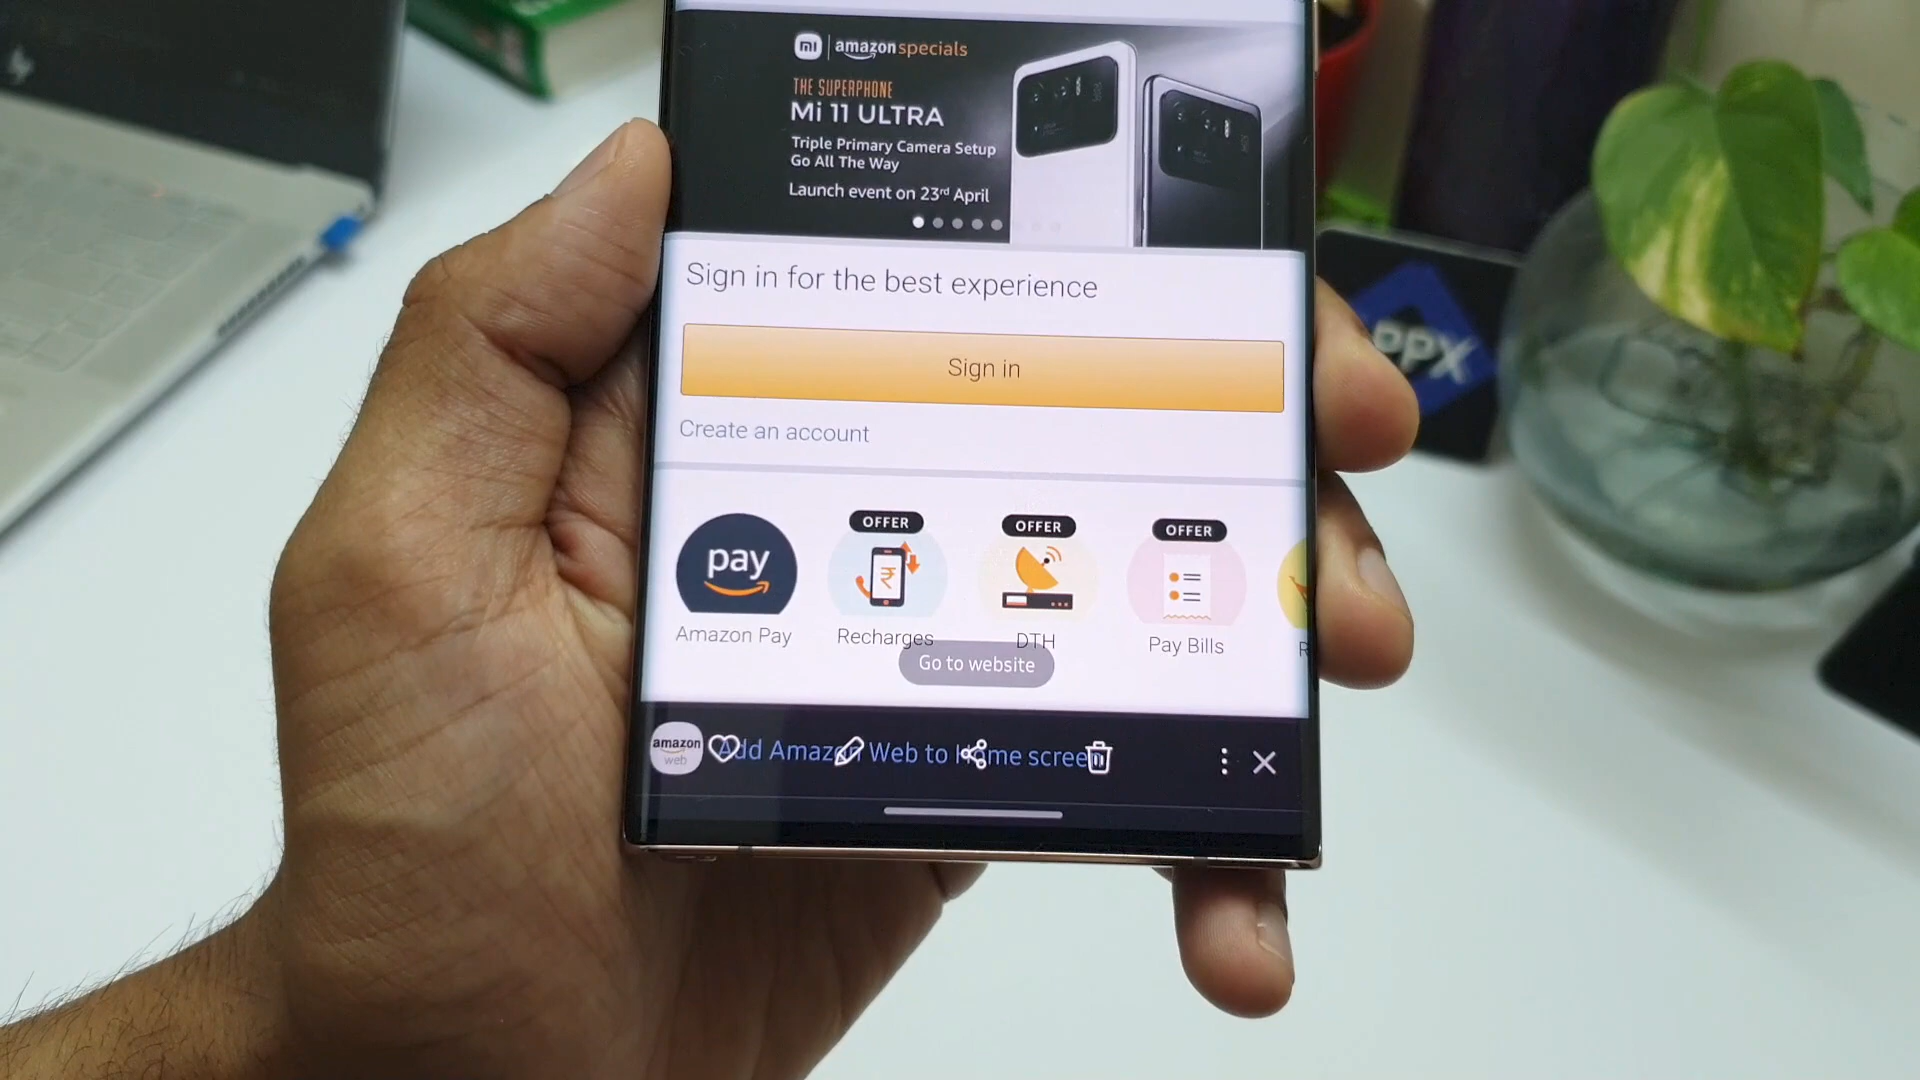 mi | amazonspecials
THE SUPERPHONE
Mi 11 ULTRA
Triple Primary Camera Setup
Go All The Way
Launch event on 23rd April
Sign in for the best experience
Sign in
Create an account
OFFER
OFFER
OFFER
pay
Amazon Pay
Recharges
DTH
Pay Bills
R
Go to website
amazon
web
Add Amazon Web to Home screen
PPX